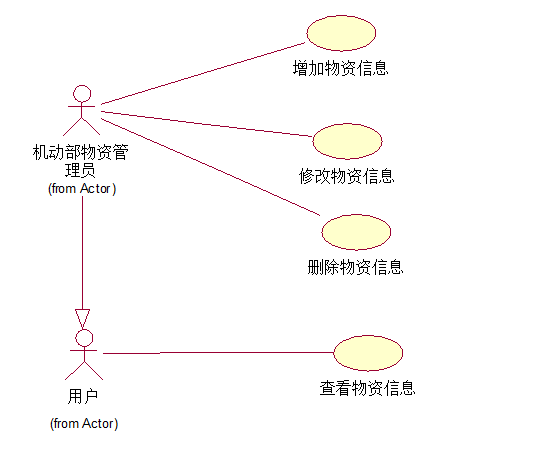 增加物资信息
机动部物资管
理员
(from Actor)
修改物资信息
删除物资信息
查看物资信息
用户
(from Actor)